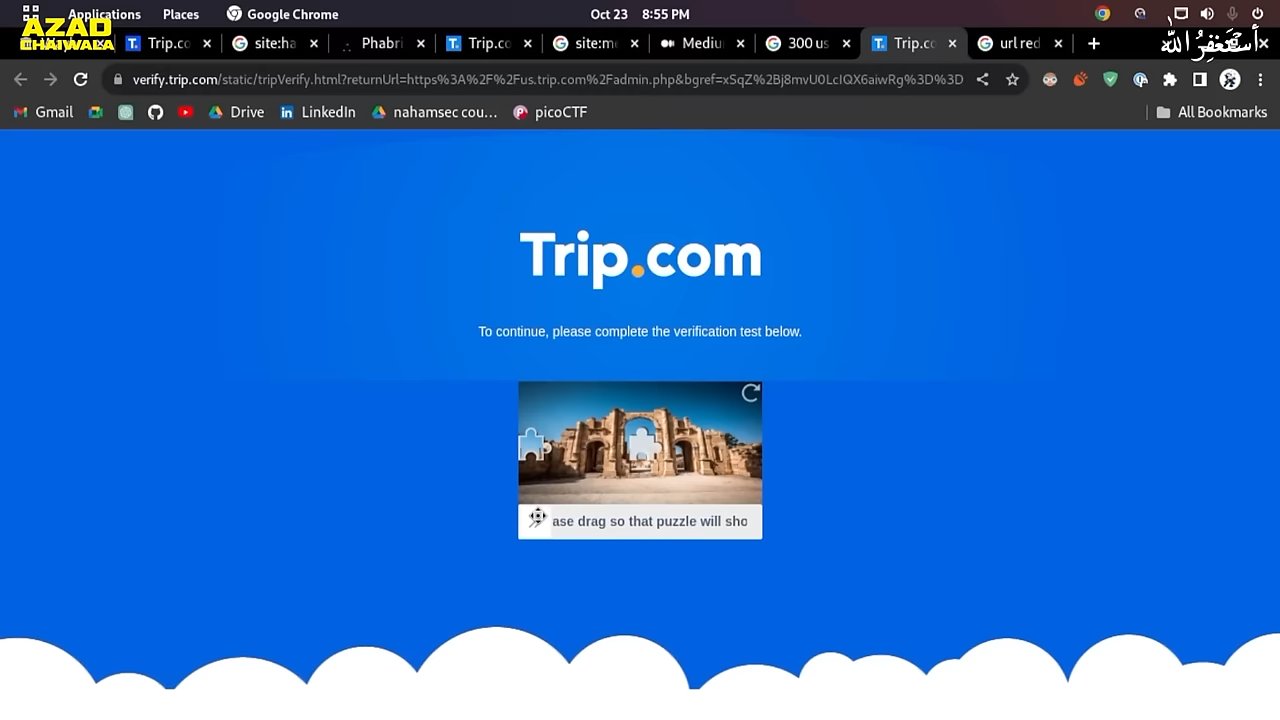 Applications Places Google Chrome Oct 23 8:55 PM
AZAD
CHAIWALA
أستغفر الله
Trip.co site:ha Phabri Trip.co site:me Mediu 300 us Trip.co url red
verify.trip.com/static/tripVerify.html?returnUrl=https%3A%2F%2Fus.trip.com%2Fadmin.php&bgref=xSqZ%2Bj8mvU0LcIQX6aiwRg%3D%3D
Gmail Drive LinkedIn nahamsec cou... picoCTF All Bookmarks
Trip.com
To continue, please complete the verification test below.
ase drag so that puzzle will sho